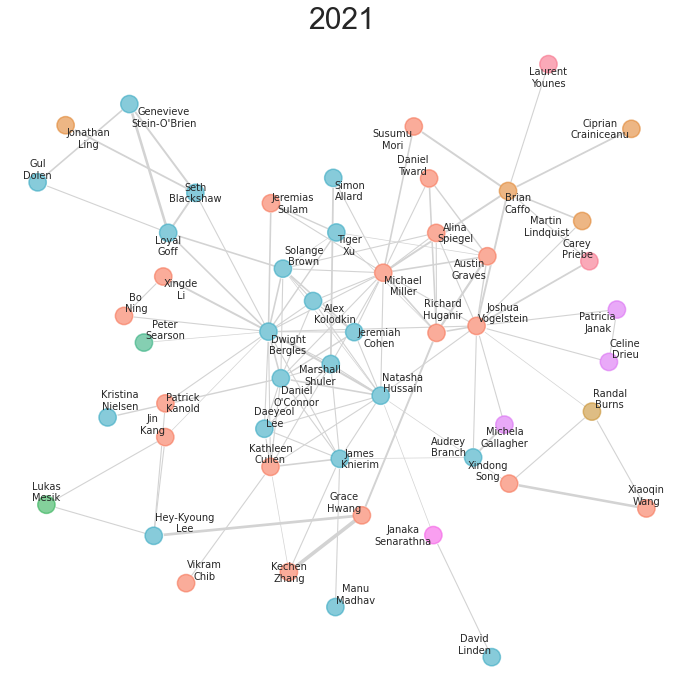 2021
Laurent
Younes
Genevieve
Stein-O'Brien
Jonathan
Ling
Susumu
Mori
Ciprian
Crainiceanu
Gul
Dolen
Seth
Blackshaw
Daniel
Tward
Simon
Allard
Brian
Caffo
Jeremias
Sulam
Martin
Lindquist
Alina
Spiegel
Loyal
Goff
Tiger
Xu
Solange
Brown
Austin
Graves
Carey
Priebe
Xingde
Li
Michael
Miller
Bo
Ning
Alex
Kolodkin
Richard
Huganir
Joshua
Vogelstein
Patricia
Janak
Peter
Searson
Dwight
Bergles
Jeremiah
Cohen
Celine
Drieu
Marshall
Shuler
Natasha
Hussain
Kristina
Nielsen
Patrick
Kanold
Daniel
O'Connor
Randal
Burns
Jin
Kang
Daeyeol
Lee
Michela
Gallagher
Audrey
Branch
Kathleen
Cullen
James
Knierim
Xindong
Song
Lukas
Mesik
Xiaoqin
Wang
Grace
Hwang
Hey-Kyoung
Lee
Janaka
Senarathna
Vikram
Chib
Kechen
Zhang
Manu
Madhav
David
Linden